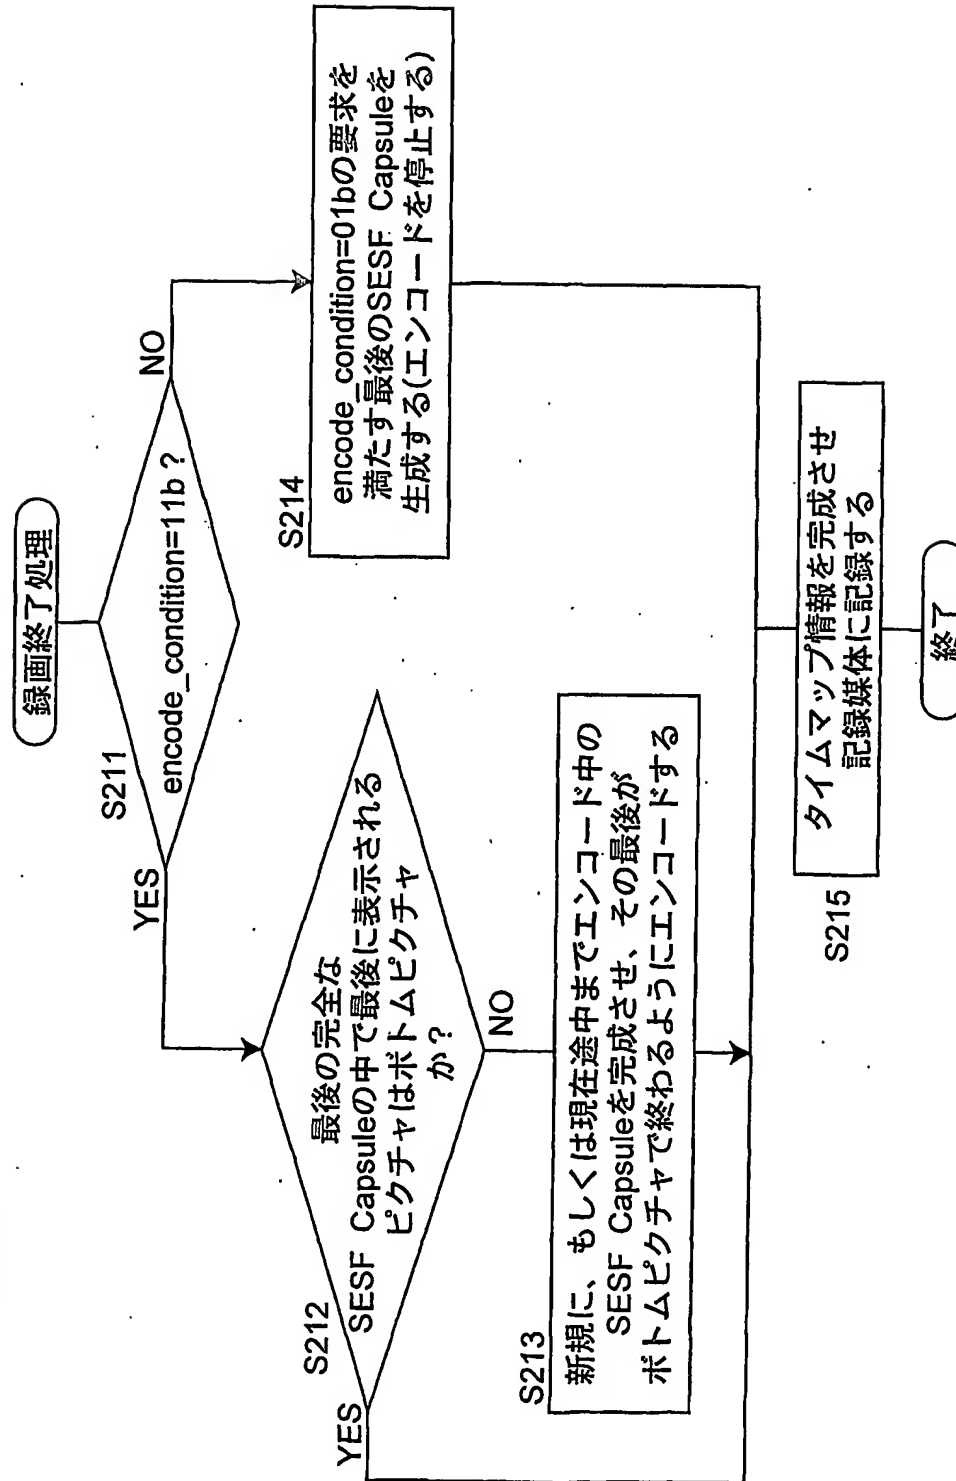 録画終了処理
S211
encode_condition=11b?
YES
NO
S212
最後の完全な
SESF Capsuleの中で最後に表示される
ピクチャはボトムピクチャ
か?
YES
NO
S213
新規に、もしくは現在途中までエンコード中の
SESF Capsuleを完成させ、その最後が
ボトムピクチャで終わるようにエンコードする
S214
encode_condition=01bの要求を
満たす最後のSESF Capsuleを
生成する(エンコードを停止する)
S215
タイムマップ情報を完成させ
記録媒体に記録する
終了